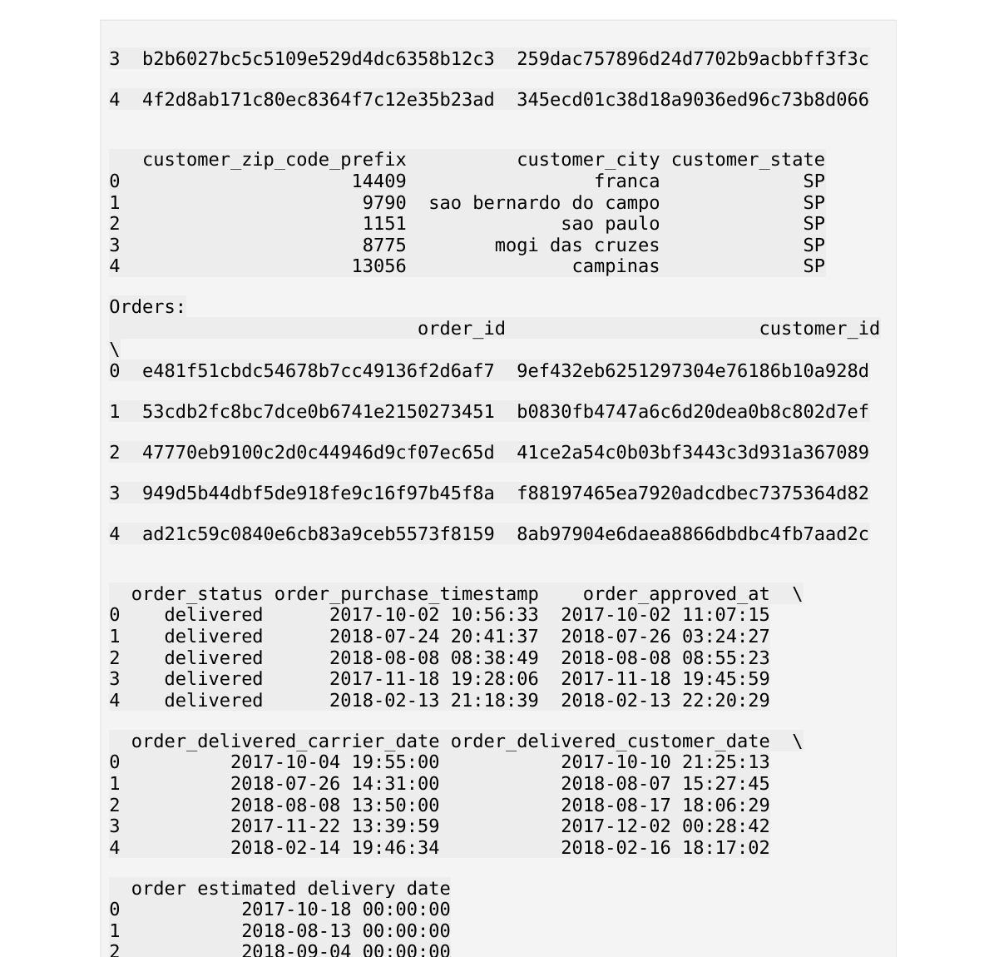 3  b2b6027bc5c5109e529d4dc6358b12c3  259dac757896d24d7702b9acbbff3f3c
4  4f2d8ab171c80ec8364f7c12e35b23ad  345ecd01c38d18a9036ed96c73b8d066
   customer_zip_code_prefix          customer_city customer_state
0                     14409                 franca             SP
1                      9790  sao bernardo do campo             SP
2                      1151              sao paulo             SP
3                      8775        mogi das cruzes             SP
4                     13056               campinas             SP
Orders:
                            order_id                       customer_id
\
0  e481f51cbdc54678b7cc49136f2d6af7  9ef432eb6251297304e76186b10a928d
1  53cdb2fc8bc7dce0b6741e2150273451  b0830fb4747a6c6d20dea0b8c802d7ef
2  47770eb9100c2d0c44946d9cf07ec65d  41ce2a54c0b03bf3443c3d931a367089
3  949d5b44dbf5de918fe9c16f97b45f8a  f88197465ea7920adcdbec7375364d82
4  ad21c59c0840e6cb83a9ceb5573f8159  8ab97904e6daea8866dbdbc4fb7aad2c
  order_status order_purchase_timestamp    order_approved_at  \
0    delivered      2017-10-02 10:56:33  2017-10-02 11:07:15
1    delivered      2018-07-24 20:41:37  2018-07-26 03:24:27
2    delivered      2018-08-08 08:38:49  2018-08-08 08:55:23
3    delivered      2017-11-18 19:28:06  2017-11-18 19:45:59
4    delivered      2018-02-13 21:18:39  2018-02-13 22:20:29
  order_delivered_carrier_date order_delivered_customer_date  \
0          2017-10-04 19:55:00           2017-10-10 21:25:13
1          2018-07-26 14:31:00           2018-08-07 15:27:45
2          2018-08-08 13:50:00           2018-08-17 18:06:29
3          2017-11-22 13:39:59           2017-12-02 00:28:42
4          2018-02-14 19:46:34           2018-02-16 18:17:02
  order estimated delivery date
0           2017-10-18 00:00:00
1           2018-08-13 00:00:00
2           2018-09-04 00:00:00